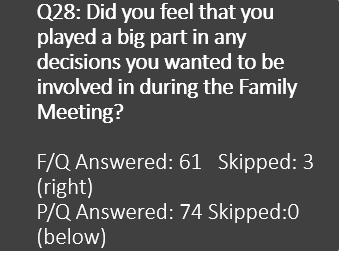 Q28: Did you feel that you
played a big part in any
decisions you wanted to be
involved in during the Family
Meeting?
F/Q Answered: 61 Skipped: 3
(right)
P/Q Answered: 74 Skipped:0
(below)